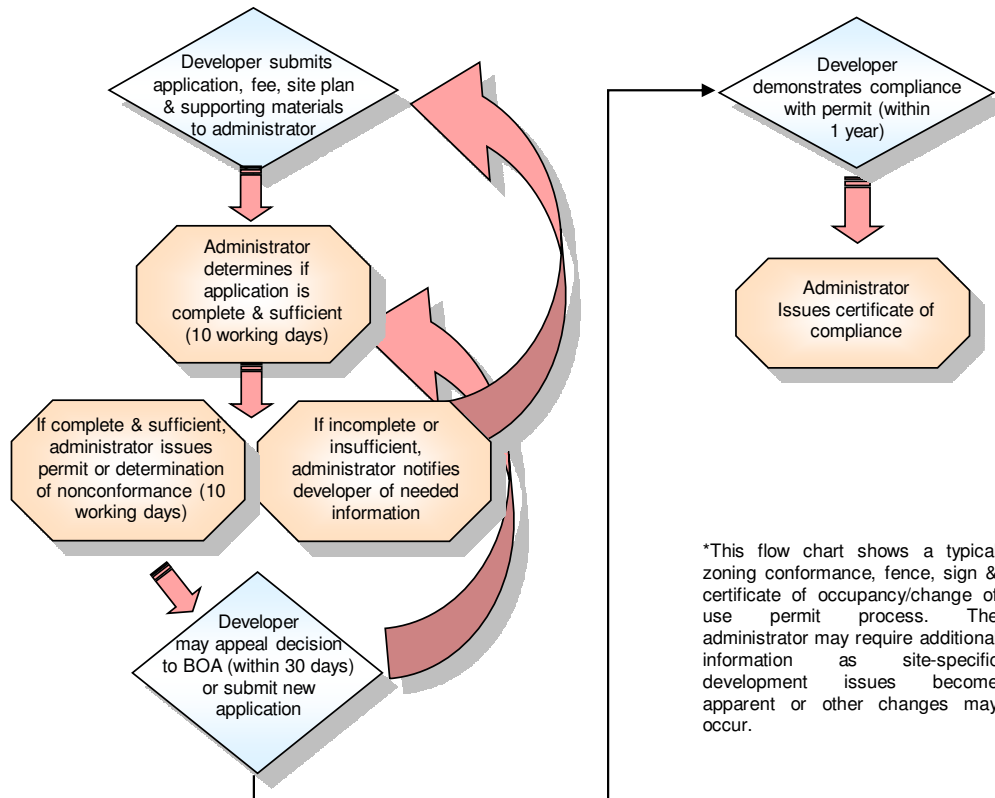 Developer submits
application, fee, site plan
& supporting materials
to administrator
Administrator
determines if
application is
complete & sufficient
(10 working days)
If complete & sufficient,
administrator issues
permit or determination
of nonconformance (10
working days)
If incomplete or
insufficient,
administrator notifies
developer of needed
information
Developer
may appeal decision
to BOA (within 30 days)
or submit new
application
Developer
demonstrates compliance
with permit (within
1 year)
Administrator
Issues certificate of
compliance
*This flow chart shows a typical
zoning conformance, fence, sign &
certificate of occupancy/change of
use permit process. The
administrator may require additional
information as site-specific
development issues become
apparent or other changes may
occur.